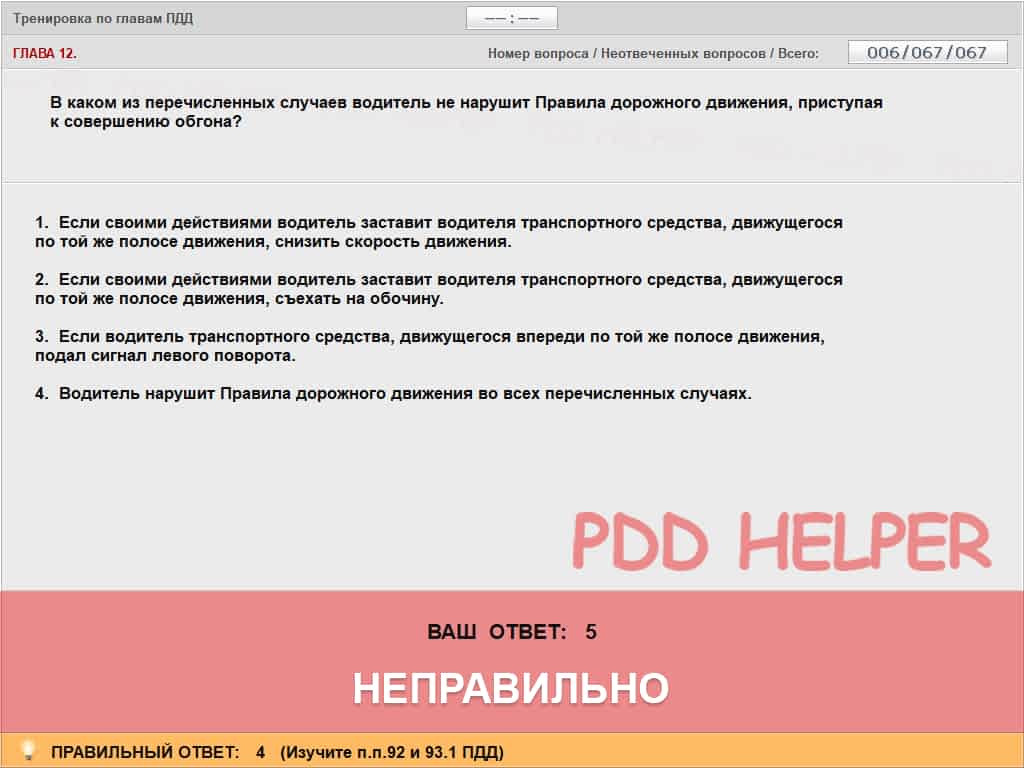 Тренировка по главам ПДД
—— : ——
ГЛАВА 12.
Номер вопроса / Неотвеченных вопросов / Всего:
006/067/067
В каком из перечисленных случаев водитель не нарушит Правила дорожного движения, приступая
к совершению обгона?
1. Если своими действиями водитель заставит водителя транспортного средства, движущегося
по той же полосе движения, снизить скорость движения.
2. Если своими действиями водитель заставит водителя транспортного средства, движущегося
по той же полосе движения, съехать на обочину.
3. Если водитель транспортного средства, движущегося впереди по той же полосе движения,
подал сигнал левого поворота.
4. Водитель нарушит Правила дорожного движения во всех перечисленных случаях.
PDD HELPER
ВАШ ОТВЕТ: 5
НЕПРАВИЛЬНО
ПРАВИЛЬНЫЙ ОТВЕТ: 4 (Изучите п.п.92 и 93.1 ПДД)